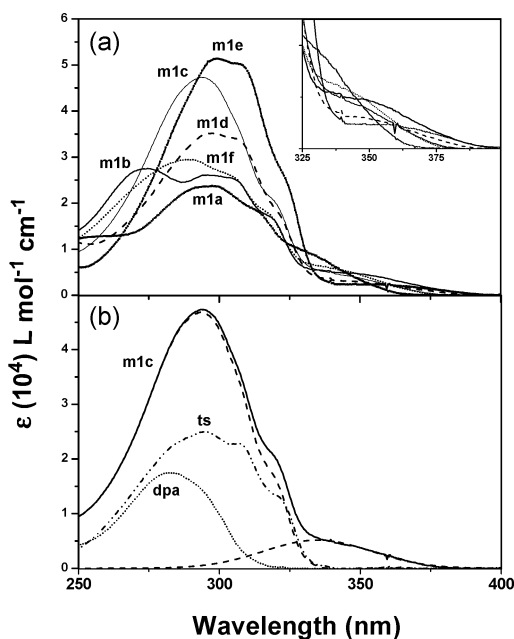 (a)
m1e
m1c
m1d
m1b
m1f
m1a
6
5
4
3
2
1
0
325 350 375
(b)
m1c
ts
dpa
4
3
2
1
0
250 300 350 400
ε (10⁴) L mol⁻¹ cm⁻¹
Wavelength (nm)